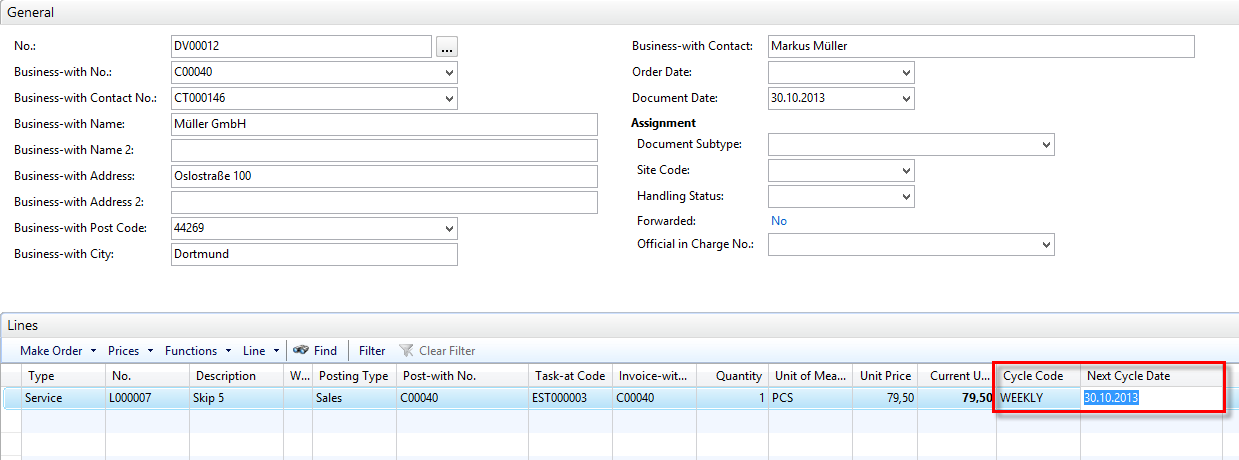 General
No.: DV00012 ...
Business-with No.: C00040
Business-with Contact No.: CT000146
Business-with Name: Müller GmbH
Business-with Name 2:
Business-with Address: Oslostraße 100
Business-with Address 2:
Business-with Post Code: 44269
Business-with City: Dortmund
Business-with Contact: Markus Müller
Order Date:
Document Date: 30.10.2013
Assignment
Document Subtype:
Site Code:
Handling Status:
Forwarded: No
Official in Charge No.:
Lines
Make Order Prices Functions Line Find Filter Clear Filter
Type No. Description W... Posting Type Post-with No. Task-at Code Invoice-wit... Quantity Unit of Mea... Unit Price Current U... Cycle Code Next Cycle Date
Service L000007 Skip 5 Sales C00040 EST000003 C00040 1 PCS 79,50 79,50 WEEKLY 30.10.2013